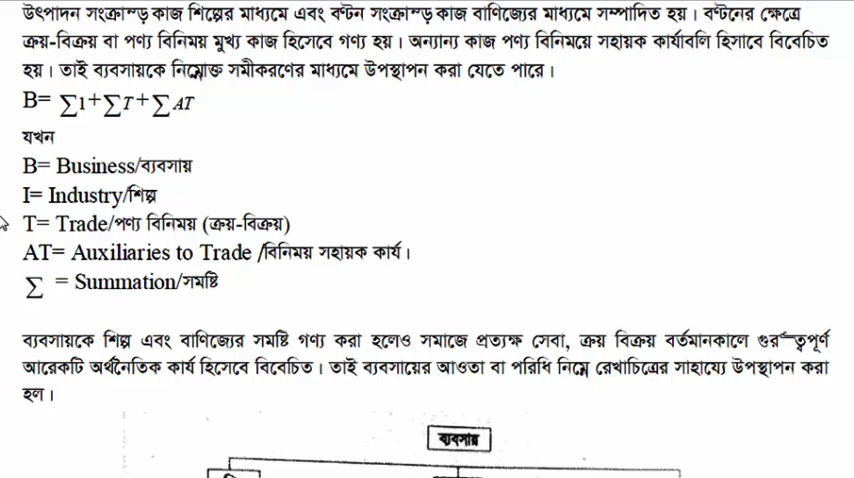 উৎপাদন সংক্রান্ড় কাজ শিল্পের মাধ্যমে এবং বণ্টন সংক্রান্ড় কাজ বাণিজ্যের মাধ্যমে সম্পাদিত হয়। বণ্টনের ক্ষেত্রে
ক্রয়-বিক্রয় বা পণ্য বিনিময় মুখ্য কাজ হিসেবে গণ্য হয়। অন্যান্য কাজ পণ্য বিনিময়ে সহায়ক কার্যাবলি হিসাবে বিবেচিত
হয়। তাই ব্যবসায়কে নিম্নোক্ত সমীকরণের মাধ্যমে উপস্থাপন করা যেতে পারে।
B= ∑1+∑T+∑AT
যখন
B= Business/ব্যবসায়
I= Industry/শিল্প
T= Trade/পণ্য বিনিময় (ক্রয়-বিক্রয়)
AT= Auxiliaries to Trade /বিনিময় সহায়ক কার্য।
∑ = Summation/সমষ্টি
ব্যবসায়কে শিল্প এবং বাণিজ্যের সমষ্টি গণ্য করা হলেও সমাজে প্রত্যক্ষ সেবা, ক্রয় বিক্রয় বর্তমানকালে গুরত্বপূর্ণ
আরেকটি অর্থনৈতিক কার্য হিসেবে বিবেচিত। তাই ব্যবসায়ের আওতা বা পরিধি নিম্নে রেখাচিত্রের সাহায্যে উপস্থাপন করা
হল।
ব্যবসায়